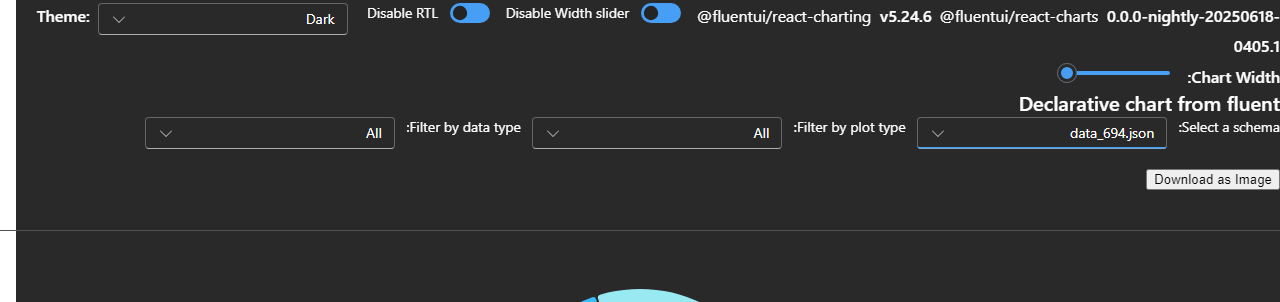 Theme: Dark Disable RTL Disable Width slider @fluentui/react-charting v5.24.6 @fluentui/react-charts 0.0.0-nightly-20250618-
0405.1
:Chart Width
Declarative chart from fluent
:Select a schema data_694.json :Filter by plot type All :Filter by data type All
Download as Image